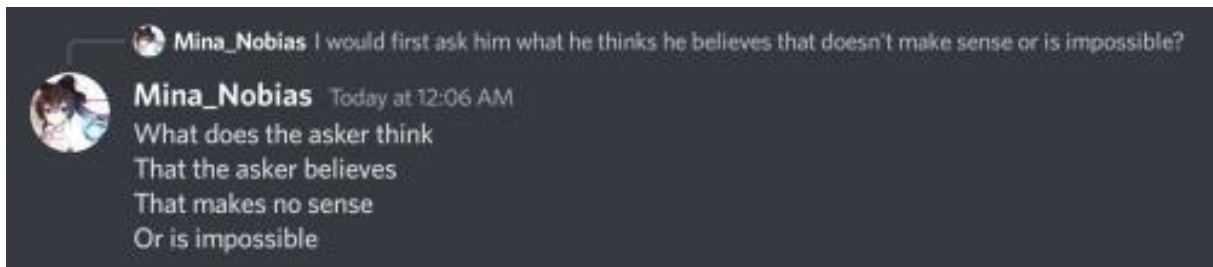 Mina_Nobias I would first ask him what he thinks he believes that doesn't make sense or is impossible?
Mina_Nobias Today at 12:06 AM
What does the asker think
That the asker believes
That makes no sense
Or is impossible